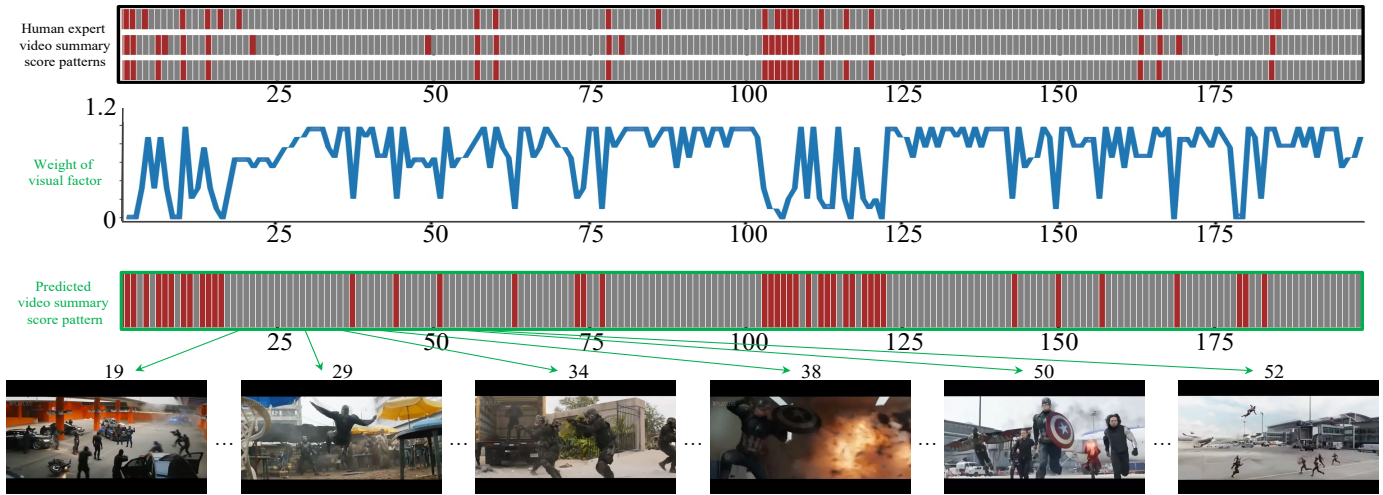 Human expert
video summary
score patterns
25 50 75 100 125 150 175
1.2
Weight of
visual factor
0
25 50 75 100 125 150 175
Predicted
video summary
score pattern
25 50 75 100 125 150 175
19 29 34 38 50 52
... ... ... ... ...